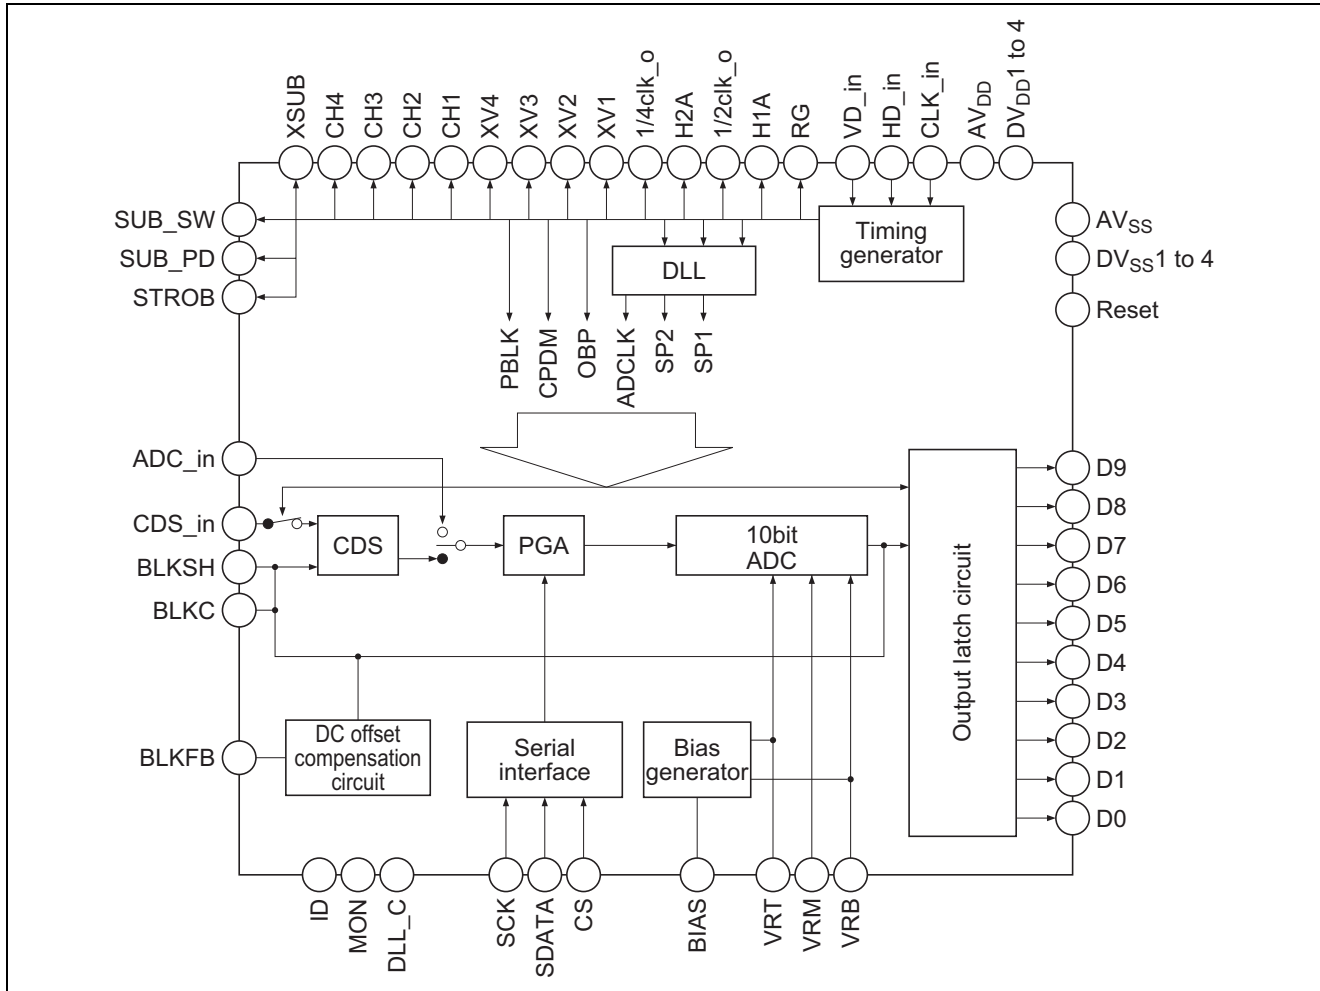 XSUB
CH4
CH3
CH2
CH1
XV4
XV3
XV2
XV1
1/4clk_o
H2A
1/2clk_o
H1A
RG
VD_in
HD_in
CLK_in
AVDD
DVDD1 to 4
SUB_SW
SUB_PD
STROB
Timing
generator
DLL
AVSS
DVSS1 to 4
Reset
PBLK
CPDM
OBP
ADCLK
SP2
SP1
ADC_in
CDS_in
BLKSH
BLKC
BLKFB
CDS
PGA
10bit
ADC
Output latch circuit
D9
D8
D7
D6
D5
D4
D3
D2
D1
D0
DC offset
compensation
circuit
Serial
interface
Bias
generator
ID
MON
DLL_C
SCK
SDATA
CS
BIAS
VRT
VRM
VRB